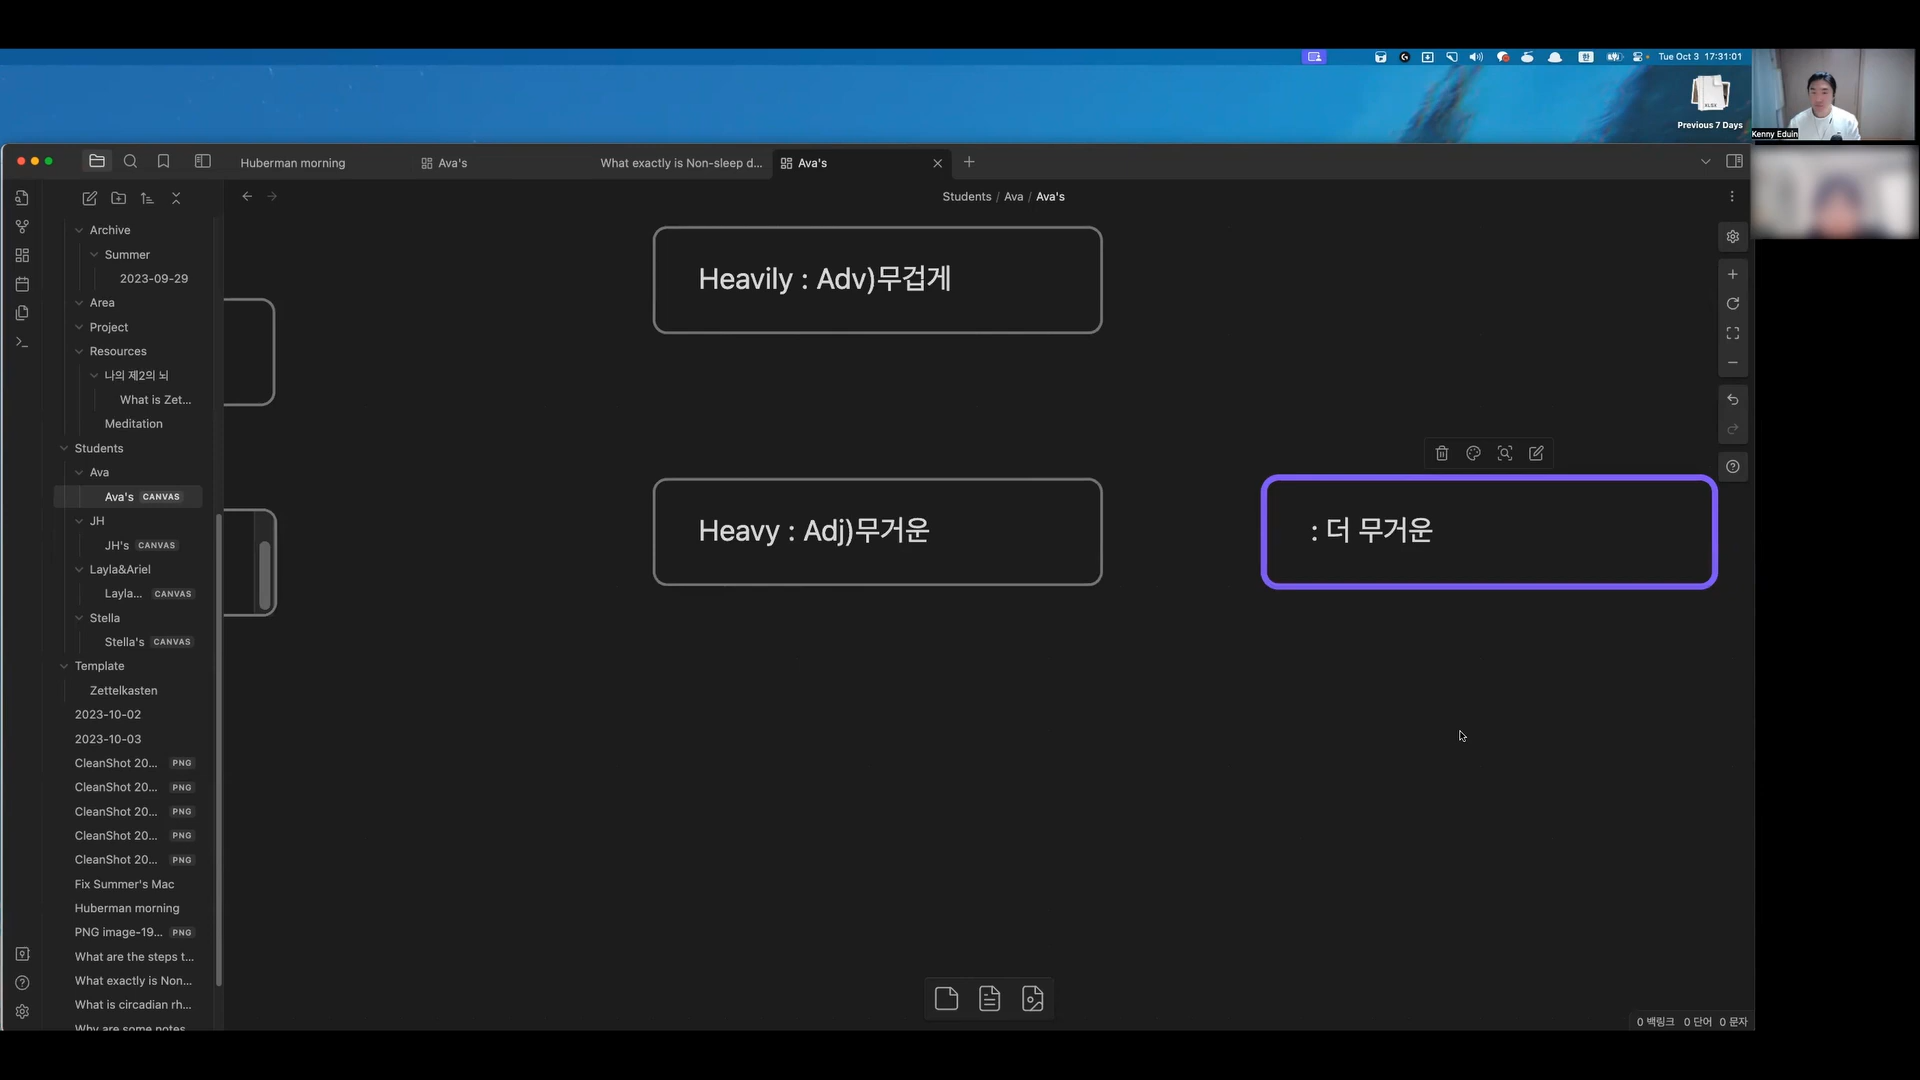 Tue Oct 3 17:31:01
XLSX
Previous 7 Days
Kenny Eduin
Huberman morning
Ava's
What exactly is Non-sleep d...
Ava's
Students / Ava / Ava's
Archive
Summer
2023-09-29
Area
Project
Resources
나의 제2의 뇌
What is Zet...
Meditation
Students
Ava
Ava's CANVAS
JH
JH's CANVAS
Layla&Ariel
Layla... CANVAS
Stella
Stella's CANVAS
Template
Zettelkasten
2023-10-02
2023-10-03
CleanShot 20... PNG
CleanShot 20... PNG
CleanShot 20... PNG
CleanShot 20... PNG
CleanShot 20... PNG
Fix Summer's Mac
Huberman morning
PNG image-19... PNG
What are the steps t...
What exactly is Non...
What is circadian rh...
Why are some notes
Heavily : Adv)무겁게
Heavy : Adj)무거운
: 더 무거운
0 백링크 0 단어 0 문자